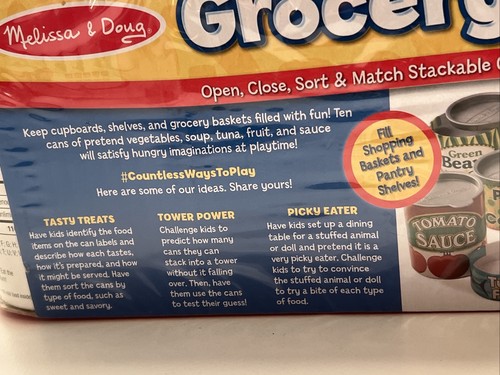 Melissa & Doug
Grocery
Open, Close, Sort & Match Stackable
Keep cupboards, shelves, and grocery baskets filled with fun! Ten
cans of pretend vegetables, soup, tuna, fruit, and sauce
will satisfy hungry imaginations at playtime!
#CountlessWaysToPlay
Here are some of our ideas. Share yours!
TASTY TREATS
Have kids identify the food
items on the can labels and
describe how each tastes,
how it's prepared, and how
it might be served. Have
them sort the cans by
type of food, such as
sweet and savory.
TOWER POWER
Challenge kids to
predict how many
cans they can
stack into a tower
without it falling
over. Then, have
them use the cans
to test their guess!
PICKY EATER
Have kids set up a dining
table for a stuffed animal
or doll and pretend it is a
very picky eater. Challenge
kids to try to convince
the stuffed animal or doll
to try a bite of each type
of food.
Fill
Shopping
Baskets and
Pantry
Shelves!
Green
Bea
TOMATO
SAUCE